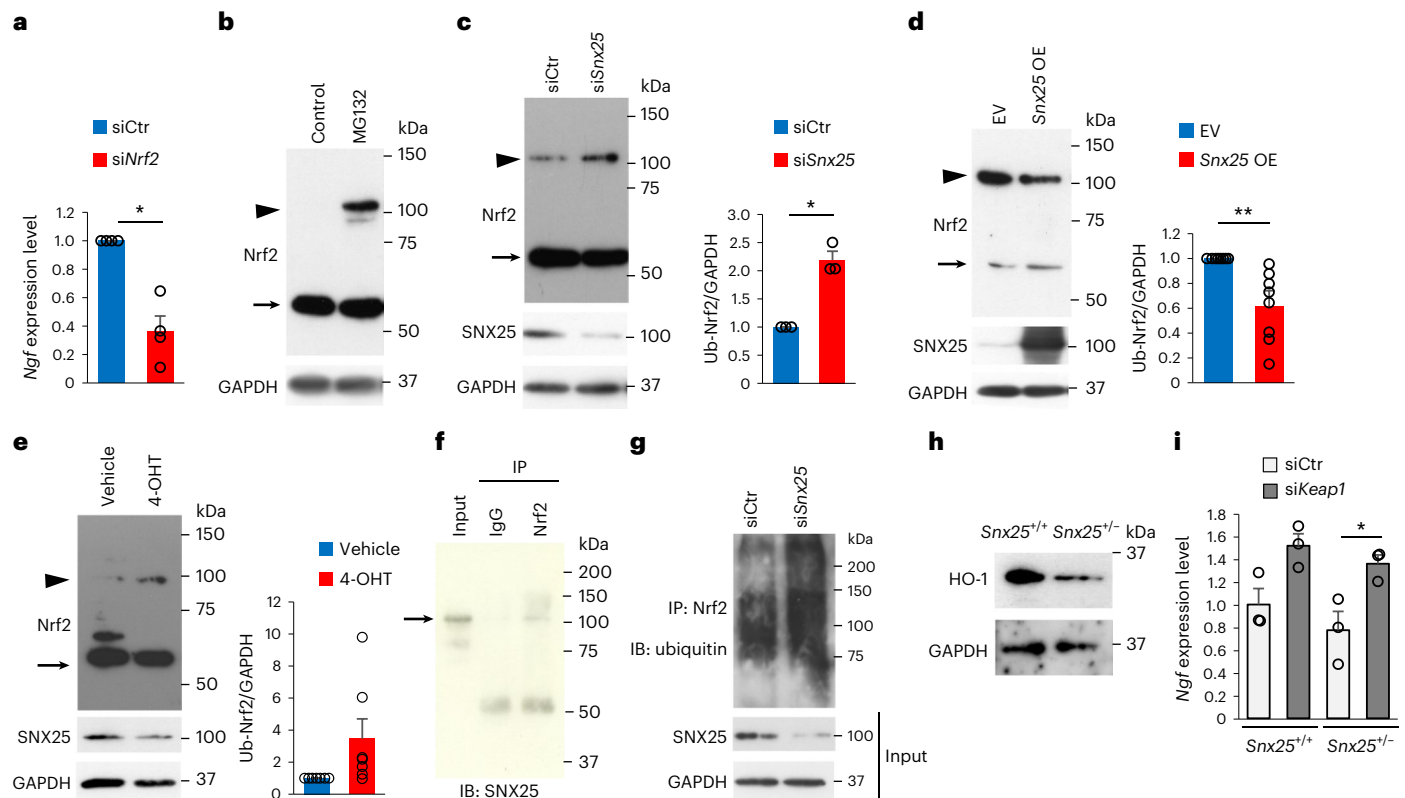 a
siCtr
siNrf2
*
Ngf expression level
1.2
1.0
0.8
0.6
0.4
0.2
0
b
Control
MG132
kDa
150
100
75
50
37
Nrf2
GAPDH
c
siCtr
siSnx25
kDa
150
100
75
50
100
37
Nrf2
SNX25
GAPDH
siCtr
siSnx25
*
Ub-Nrf2/GAPDH
3.0
2.5
2.0
1.5
1.0
0.5
0
d
EV
Snx25 OE
kDa
150
100
75
50
100
37
Nrf2
SNX25
GAPDH
EV
Snx25 OE
**
Ub-Nrf2/GAPDH
1.2
1.0
0.8
0.6
0.4
0.2
0
e
Vehicle
4-OHT
kDa
150
100
75
50
100
37
Nrf2
SNX25
GAPDH
Vehicle
4-OHT
Ub-Nrf2/GAPDH
12
10
8
6
4
2
0
f
IP
Input
IgG
Nrf2
kDa
200
150
100
75
50
37
IB: SNX25
g
siCtr
siSnx25
kDa
200
150
100
75
100
37
IP: Nrf2
IB: ubiquitin
SNX25
GAPDH
Input
h
Snx25+/+ Snx25+/− kDa
37
HO-1
GAPDH
37
i
siCtr
siKeap1
*
Ngf expression level
1.8
1.6
1.4
1.2
1.0
0.8
0.6
0.4
0.2
0
Snx25+/+
Snx25+/−